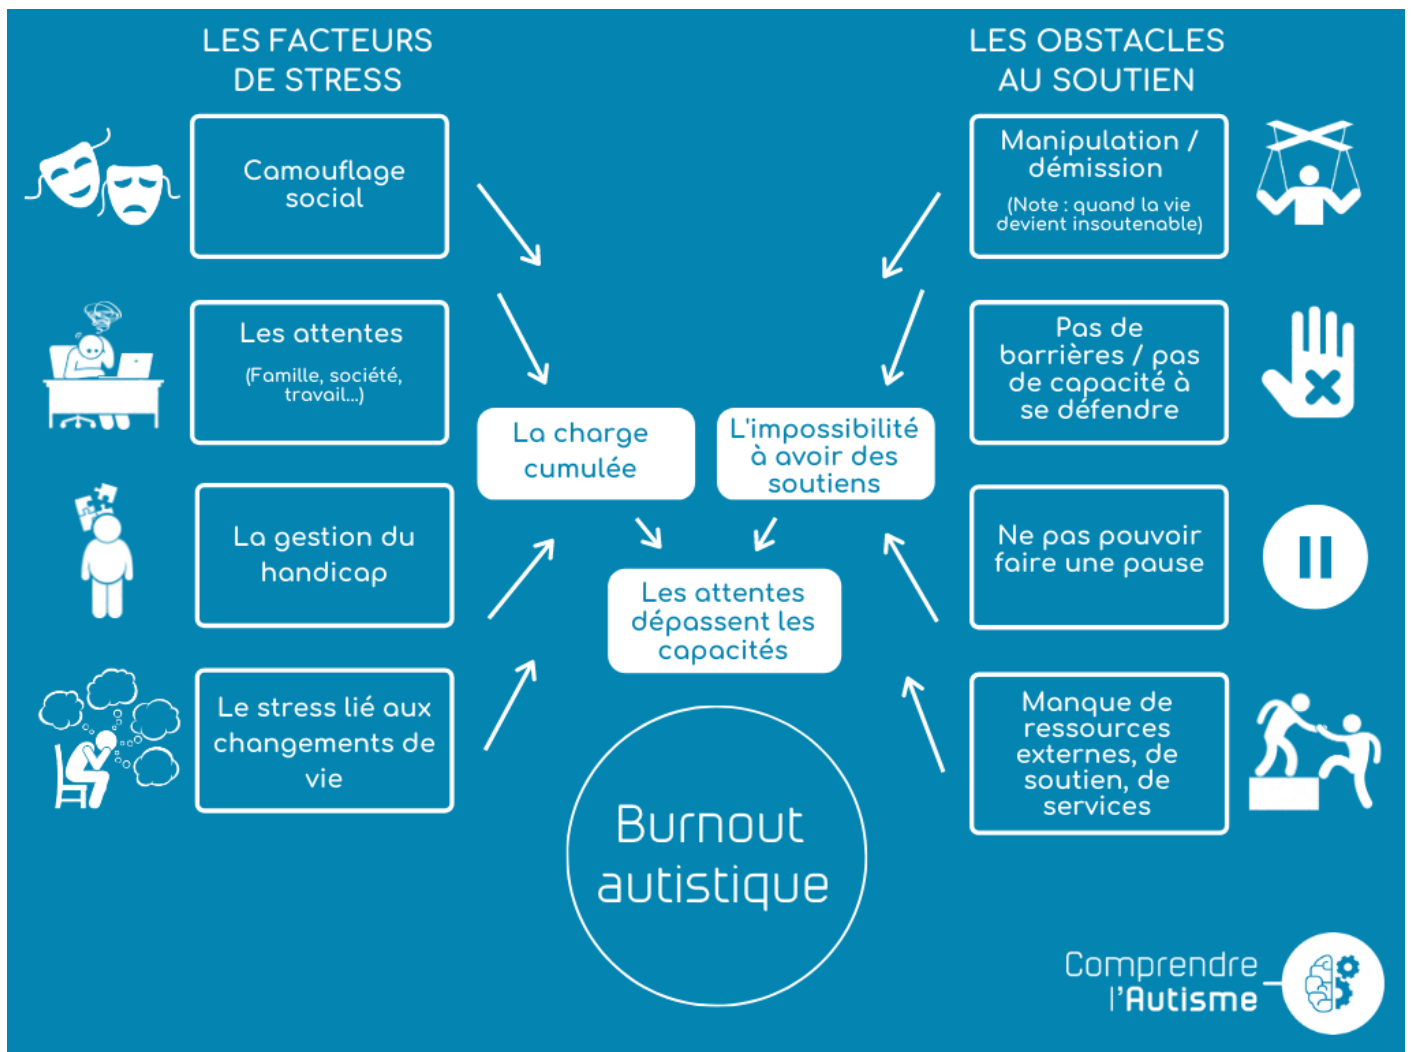 LES FACTEURS
DE STRESS
Camouflage
social
Les attentes
(Famille, société,
travail...)
La gestion du
handicap
Le stress lié aux
changements de
vie
La charge
cumulée
L'impossibilité
à avoir des
soutiens
Les attentes
dépassent les
capacités
Burnout
autistique
LES OBSTACLES
AU SOUTIEN
Manipulation /
démission
(Note : quand la vie
devient insoutenable)
Pas de
barrières / pas
de capacité à
se défendre
Ne pas pouvoir
faire une pause
Manque de
ressources
externes, de
soutien, de
services
Comprendre
l'Autisme